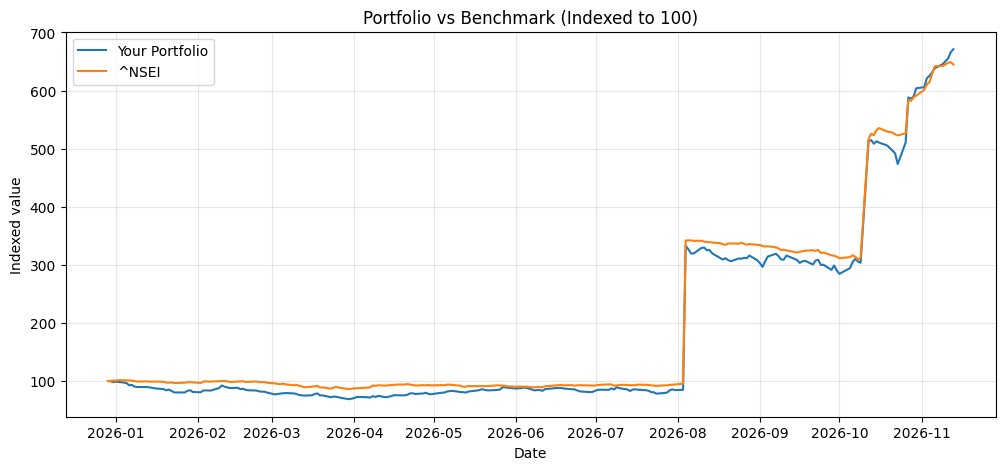 Portfolio vs Benchmark (Indexed to 100)
Your Portfolio
^NSEI
Indexed value
700
600
500
400
300
200
100
2026-01 2026-02 2026-03 2026-04 2026-05 2026-06 2026-07 2026-08 2026-09 2026-10 2026-11
Date